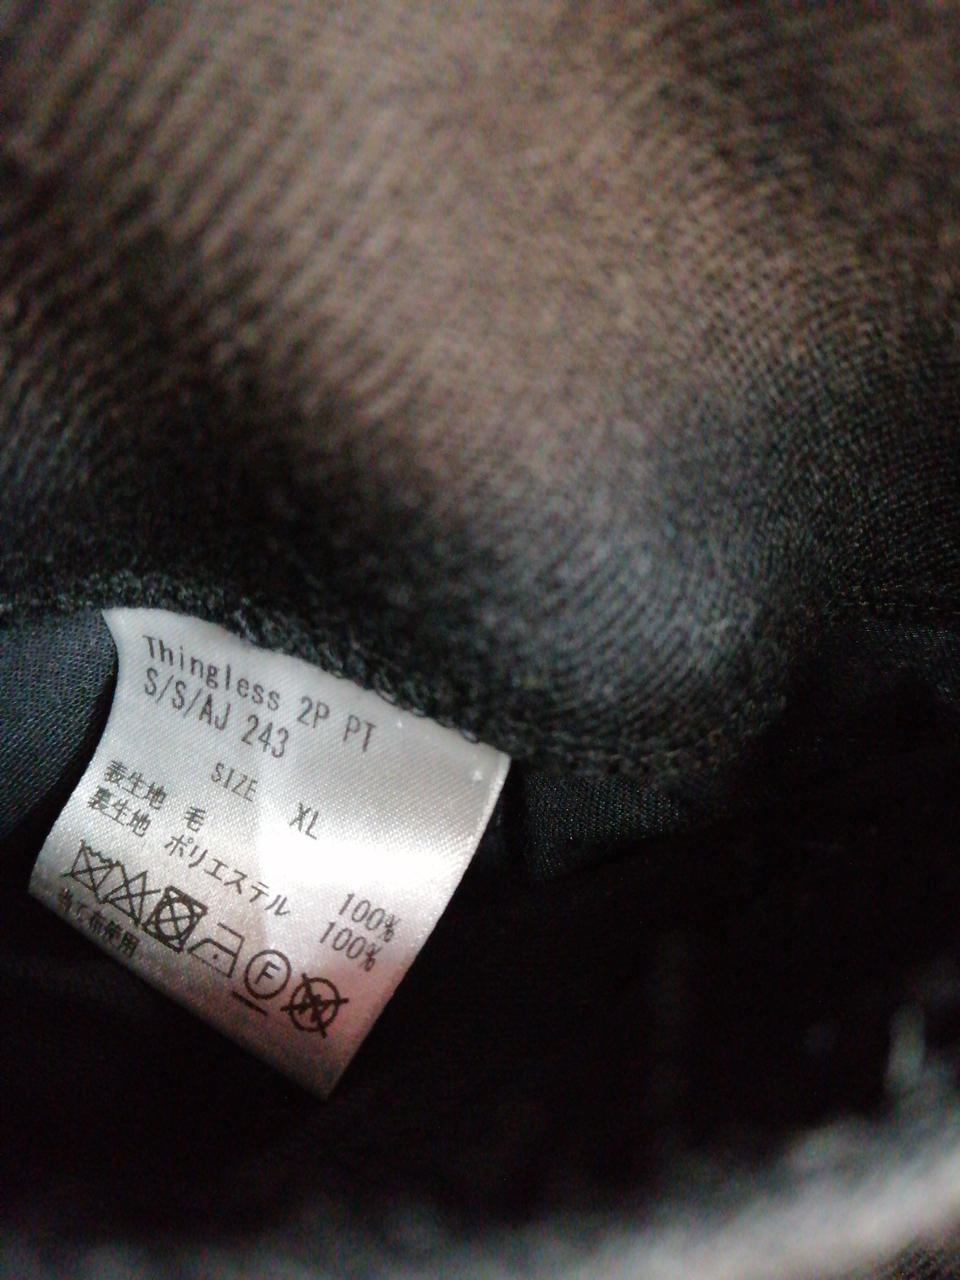 Thingless 2P PT
S/S/AJ 243
SIZE XL
表生地 毛 100%
裏生地 ポリエステル 100%
F W
当て布使用